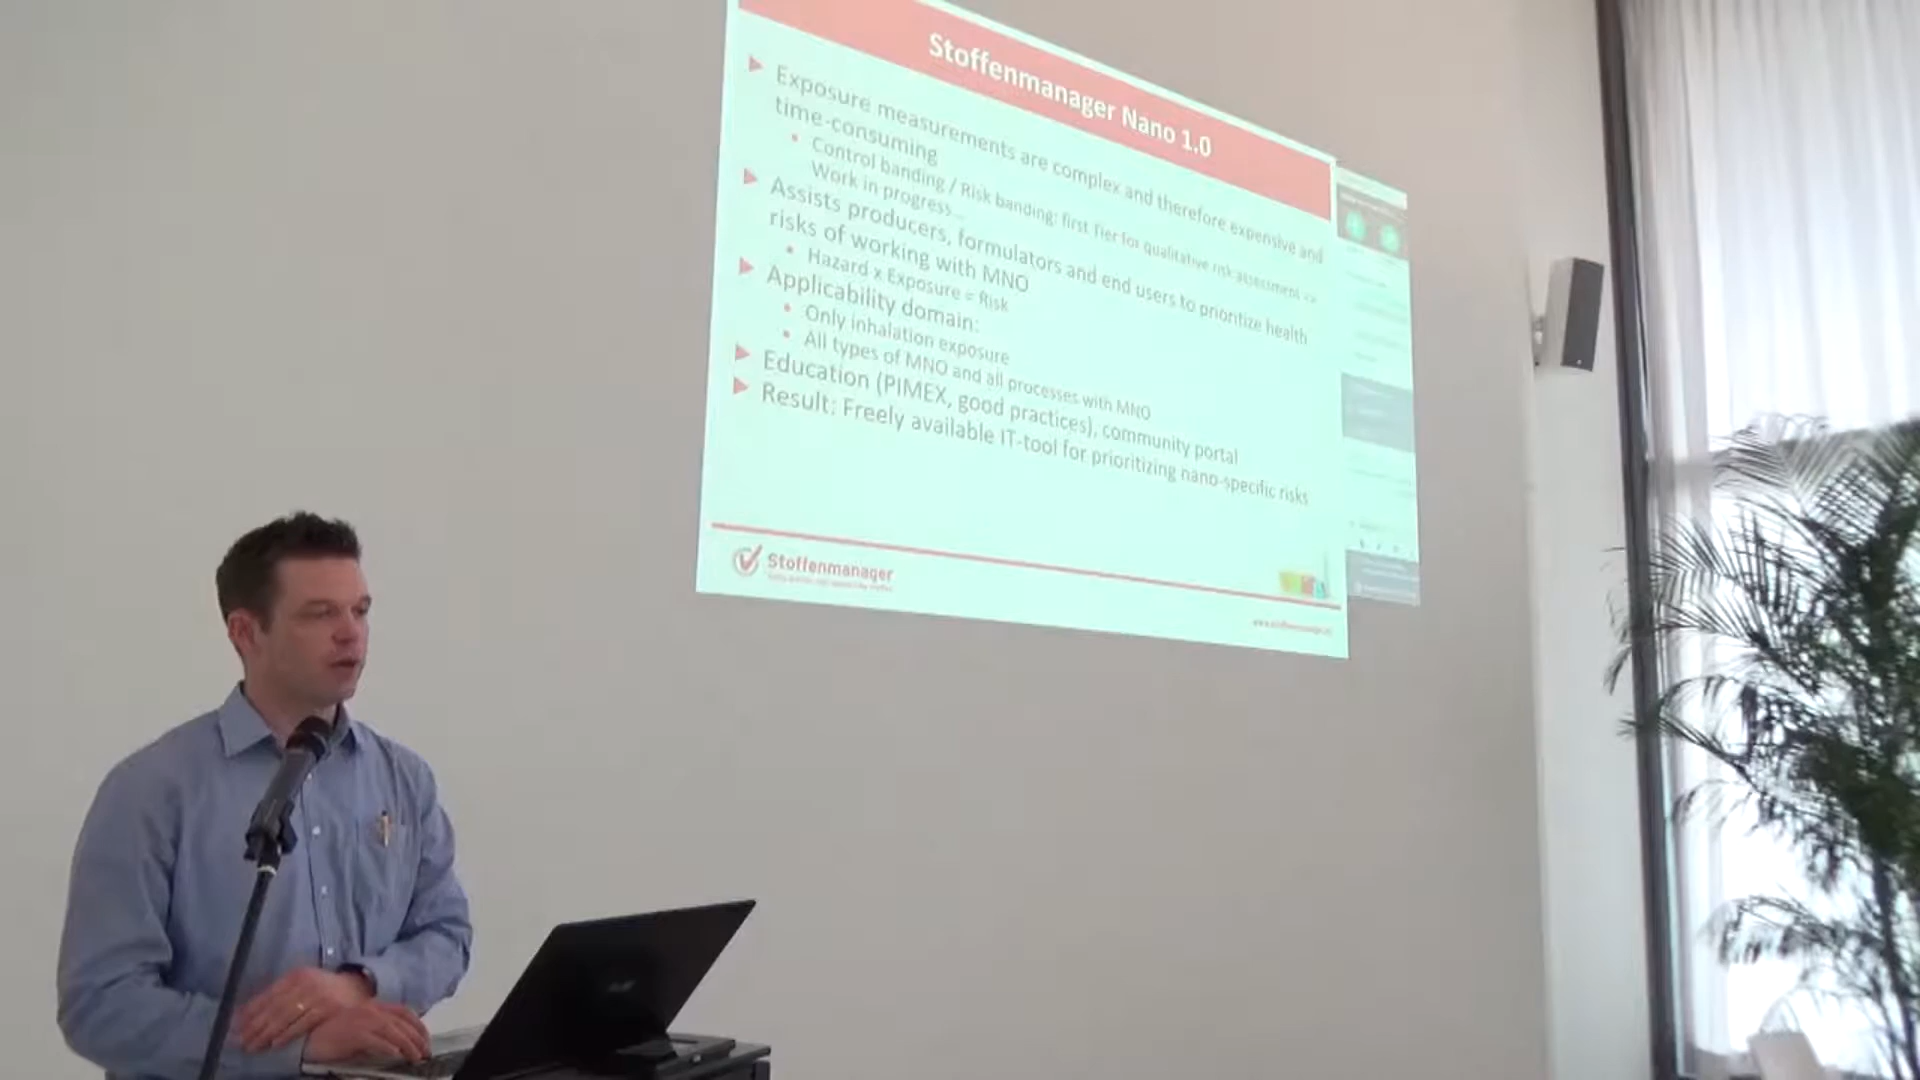 Stoffenmanager Nano 1.0
Exposure measurements are complex and therefore expensive and
time-consuming
Control banding / Risk banding: first Tier for qualitative risk assessment
Work in progress...
Assists producers, formulators and end users to prioritize health
risks of working with MNO
Hazard x Exposure = Risk
Applicability domain:
Only inhalation exposure
All types of MNO and all processes with MNO
Education (PIMEX, good practices), community portal
Result: Freely available IT-tool for prioritizing nano-specific risks
Stoffenmanager